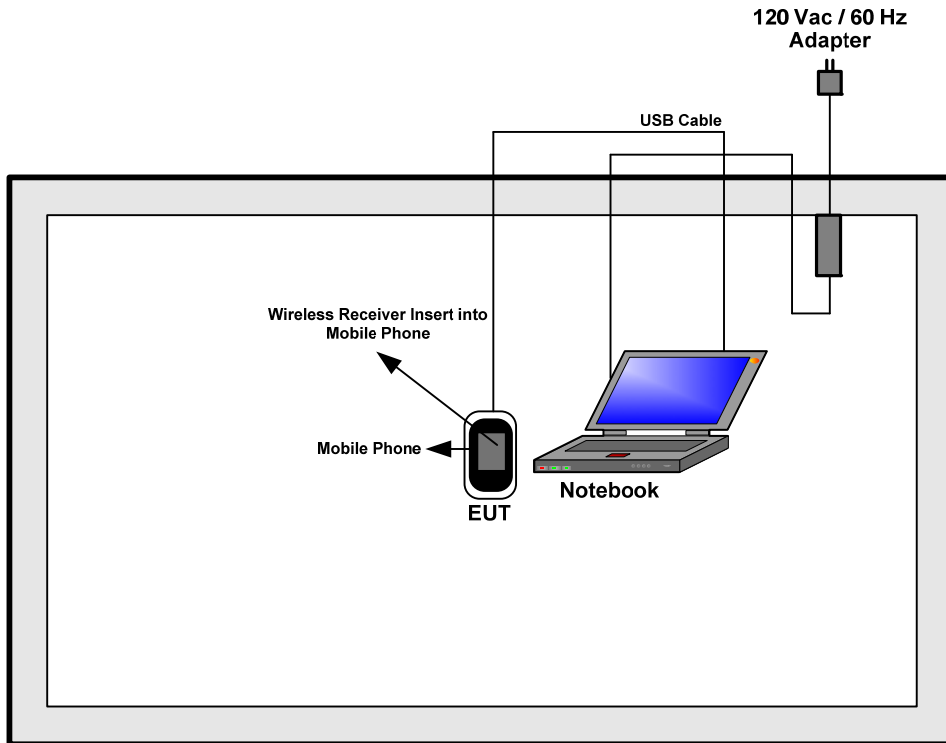 120 Vac / 60 Hz
Adapter
USB Cable
Wireless Receiver Insert into
Mobile Phone
Mobile Phone
EUT
Notebook